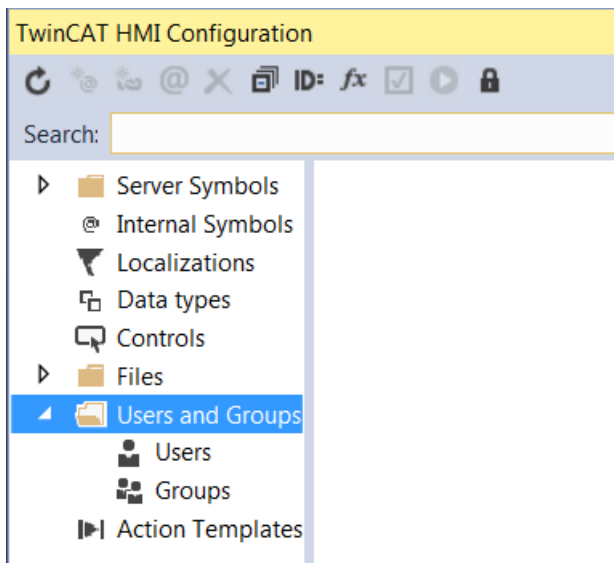 TwinCAT HMI Configuration
@ @ ID= fx
Search:
Server Symbols
@ Internal Symbols
Localizations
Data types
Controls
Files
Users and Groups
Users
Groups
Action Templates